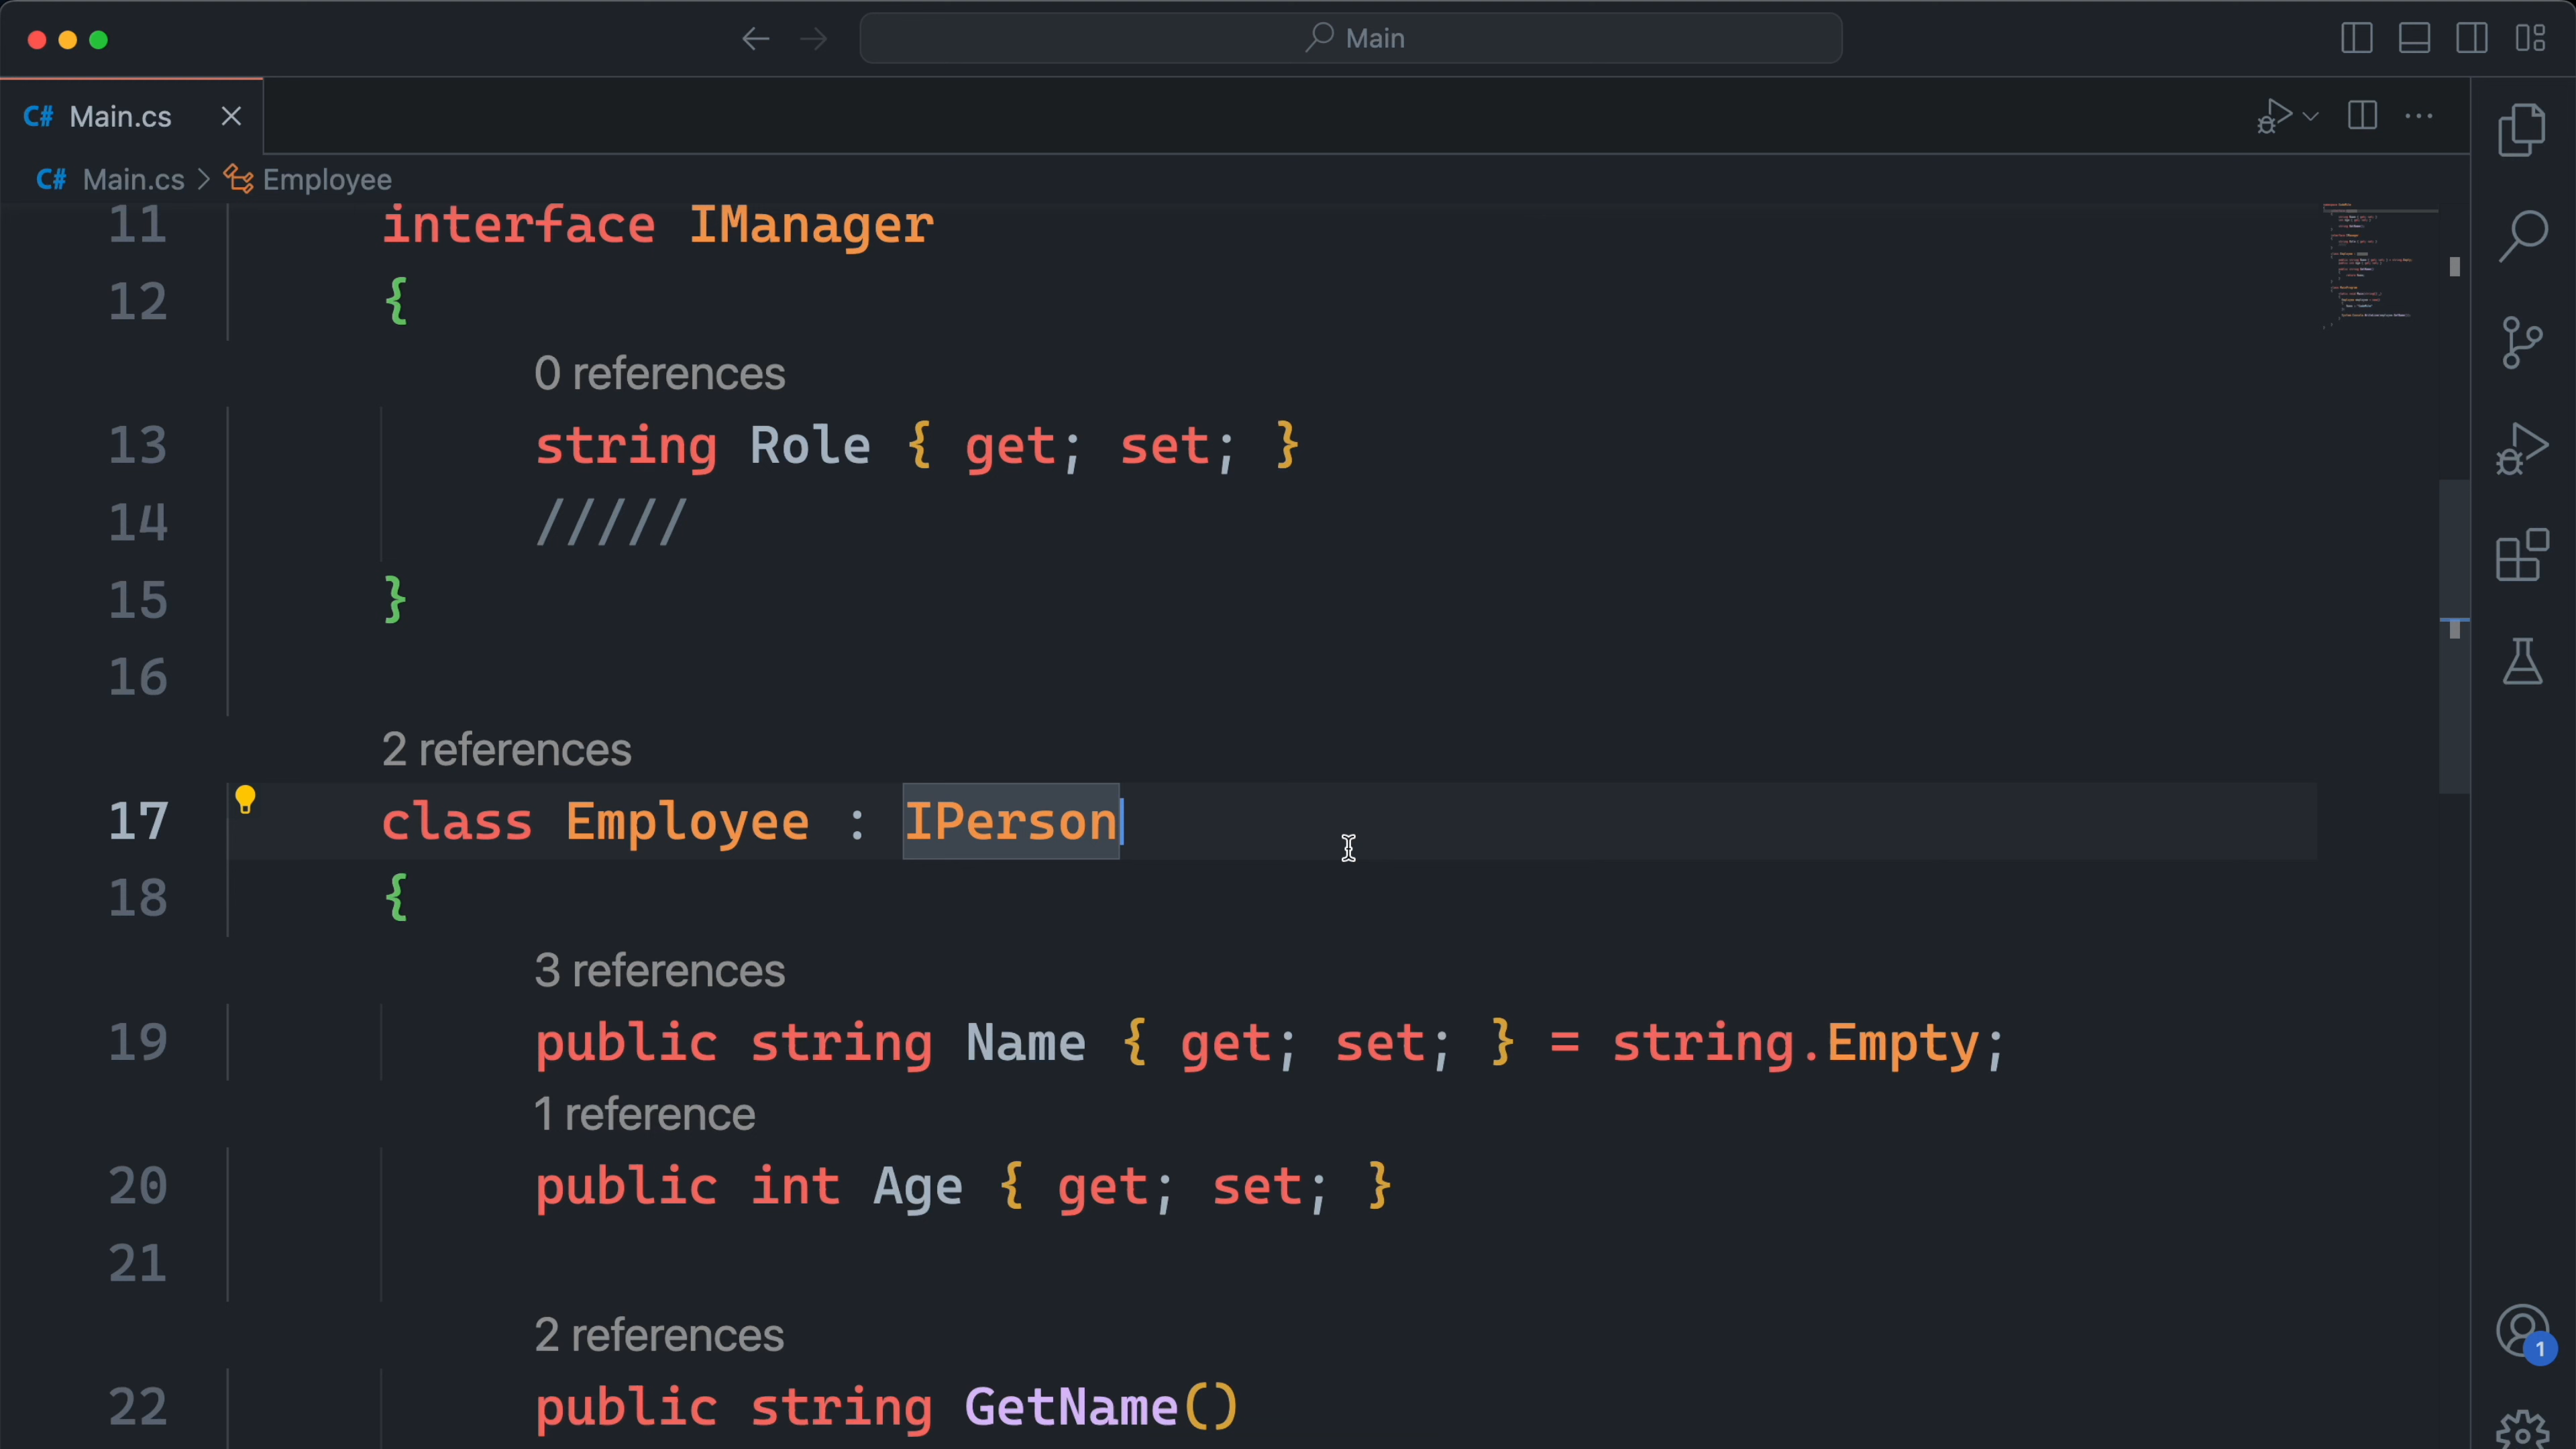 Main
C# Main.cs
C# Main.cs > Employee
11 interface IManager
12 {
0 references
13 string Role { get; set; }
14 /////
15 }
16
2 references
17 class Employee : IPerson
18 {
3 references
19 public string Name { get; set; } = string.Empty;
1 reference
20 public int Age { get; set; }
21
2 references
22 public string GetName()
1